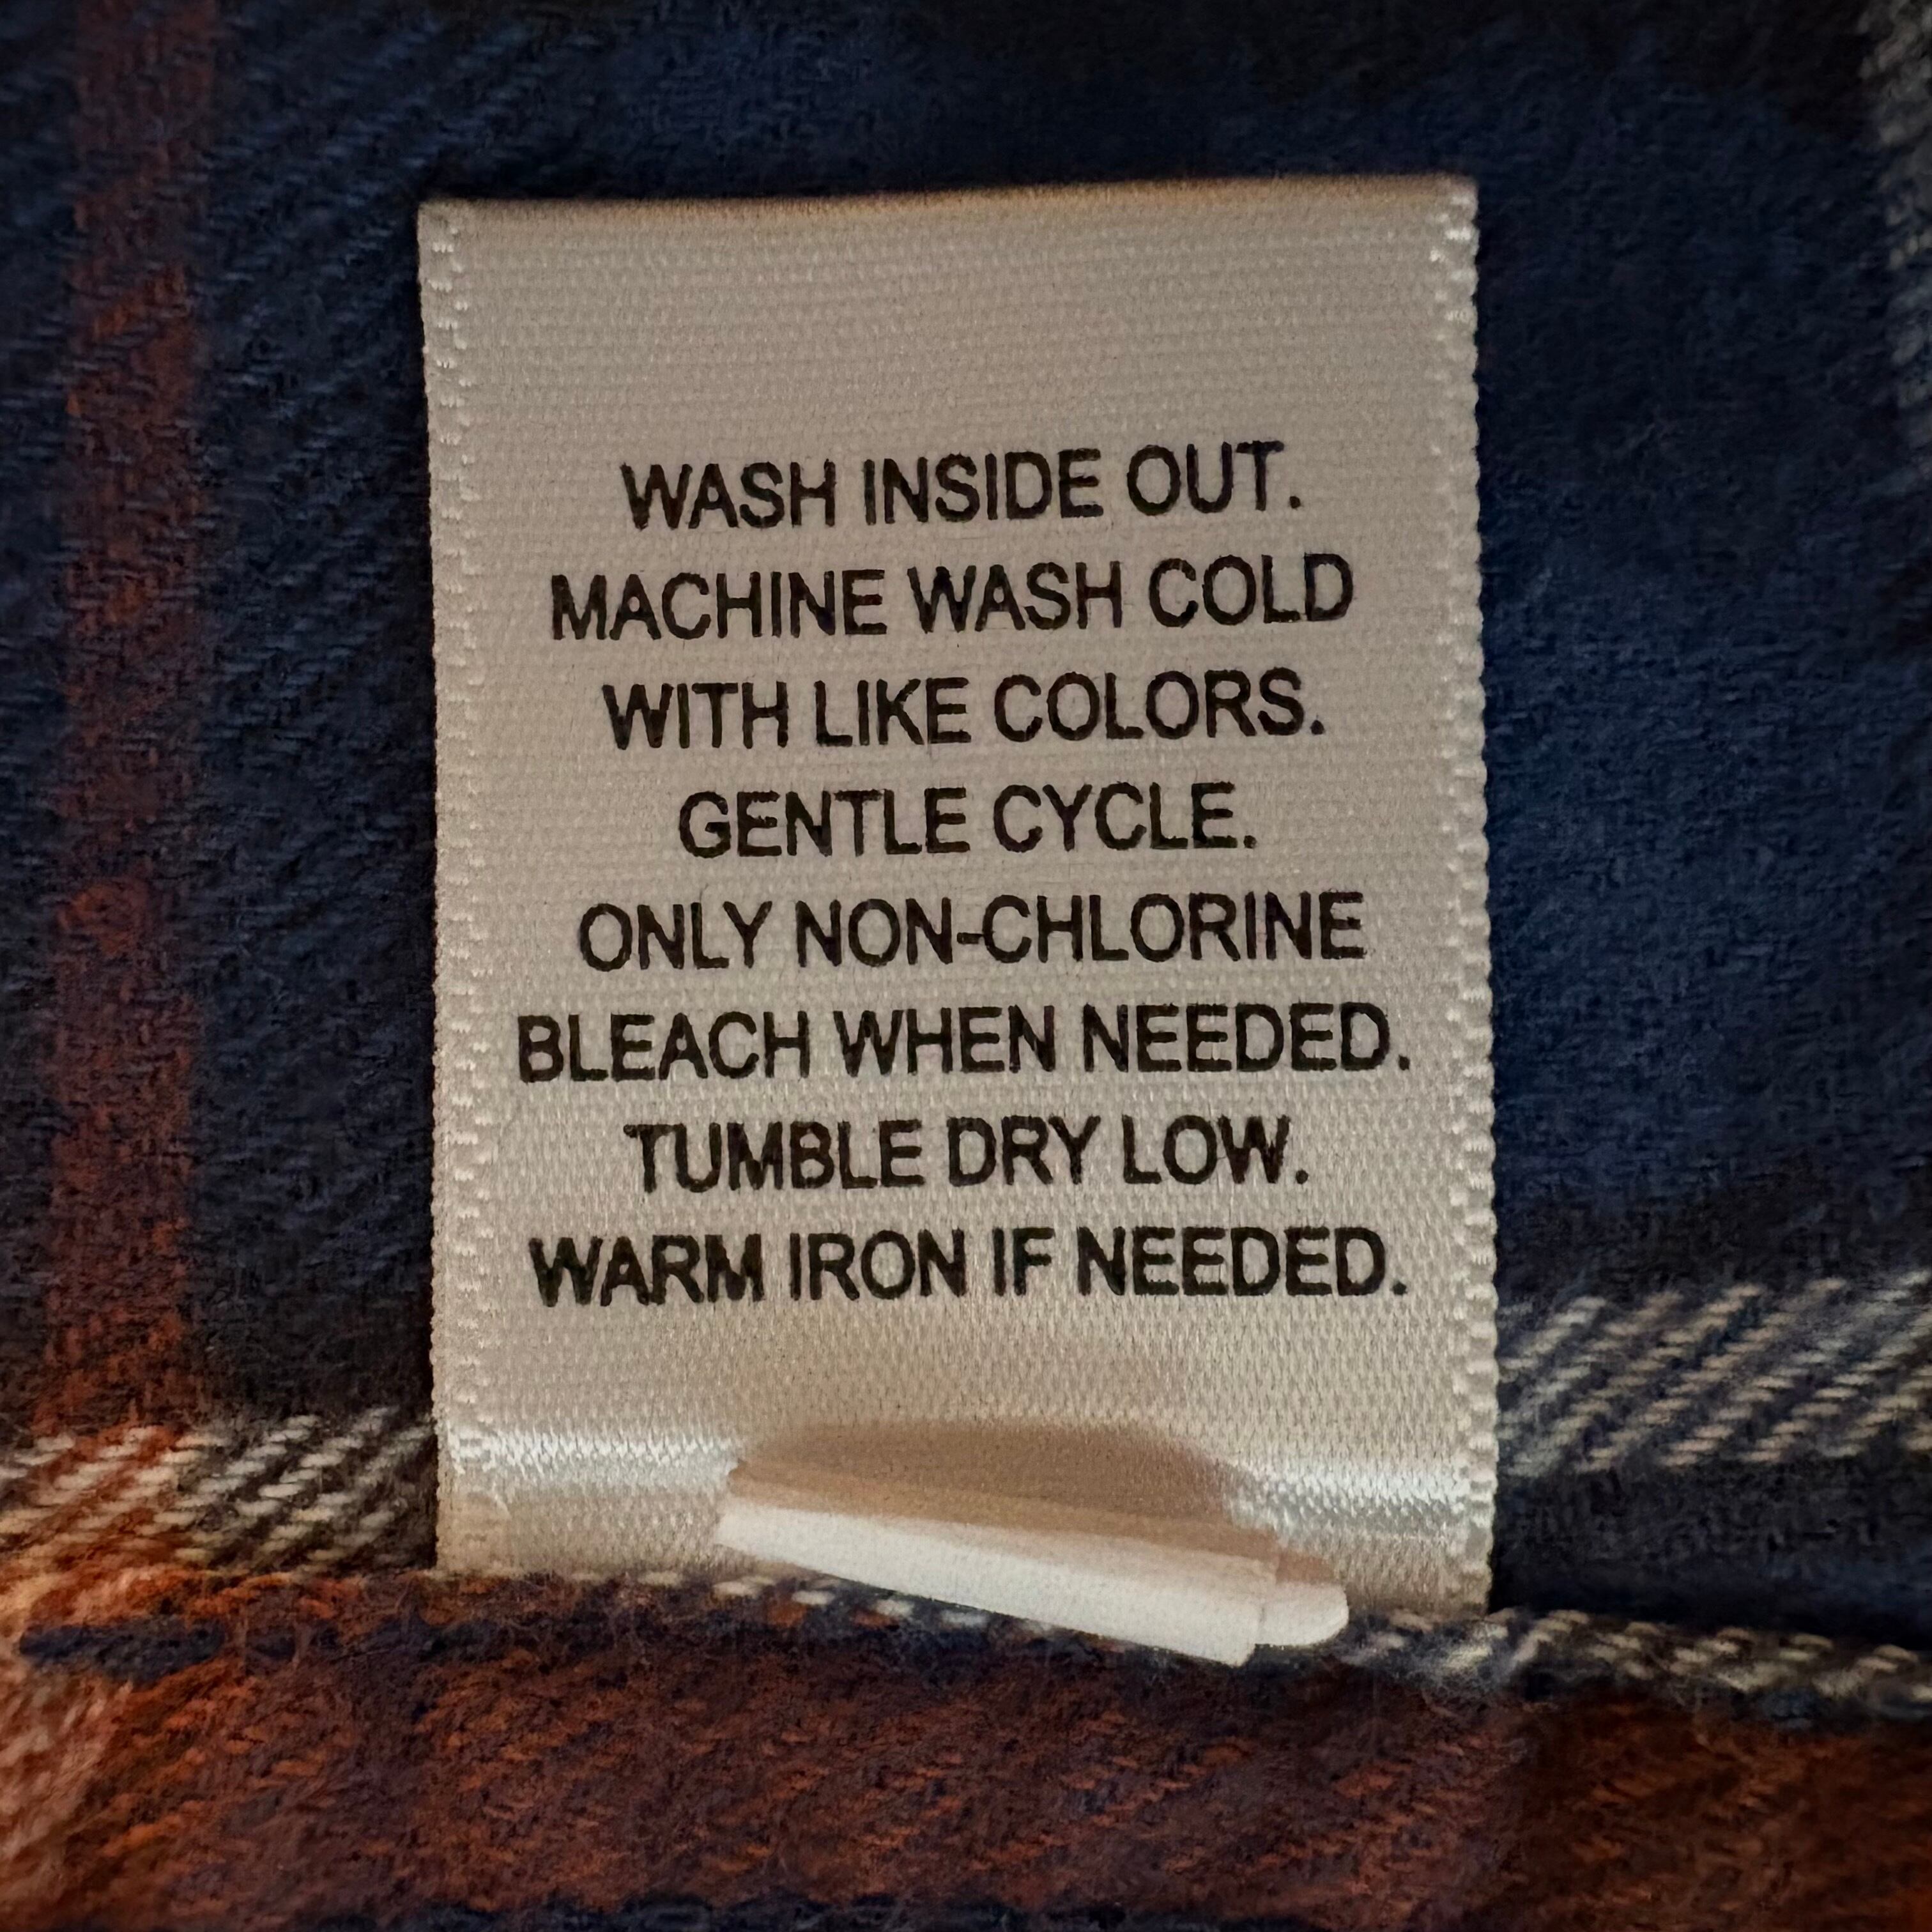 WASH INSIDE OUT.
MACHINE WASH COLD
WITH LIKE COLORS.
GENTLE CYCLE.
ONLY NON-CHLORINE
BLEACH WHEN NEEDED.
TUMBLE DRY LOW.
WARM IRON IF NEEDED.